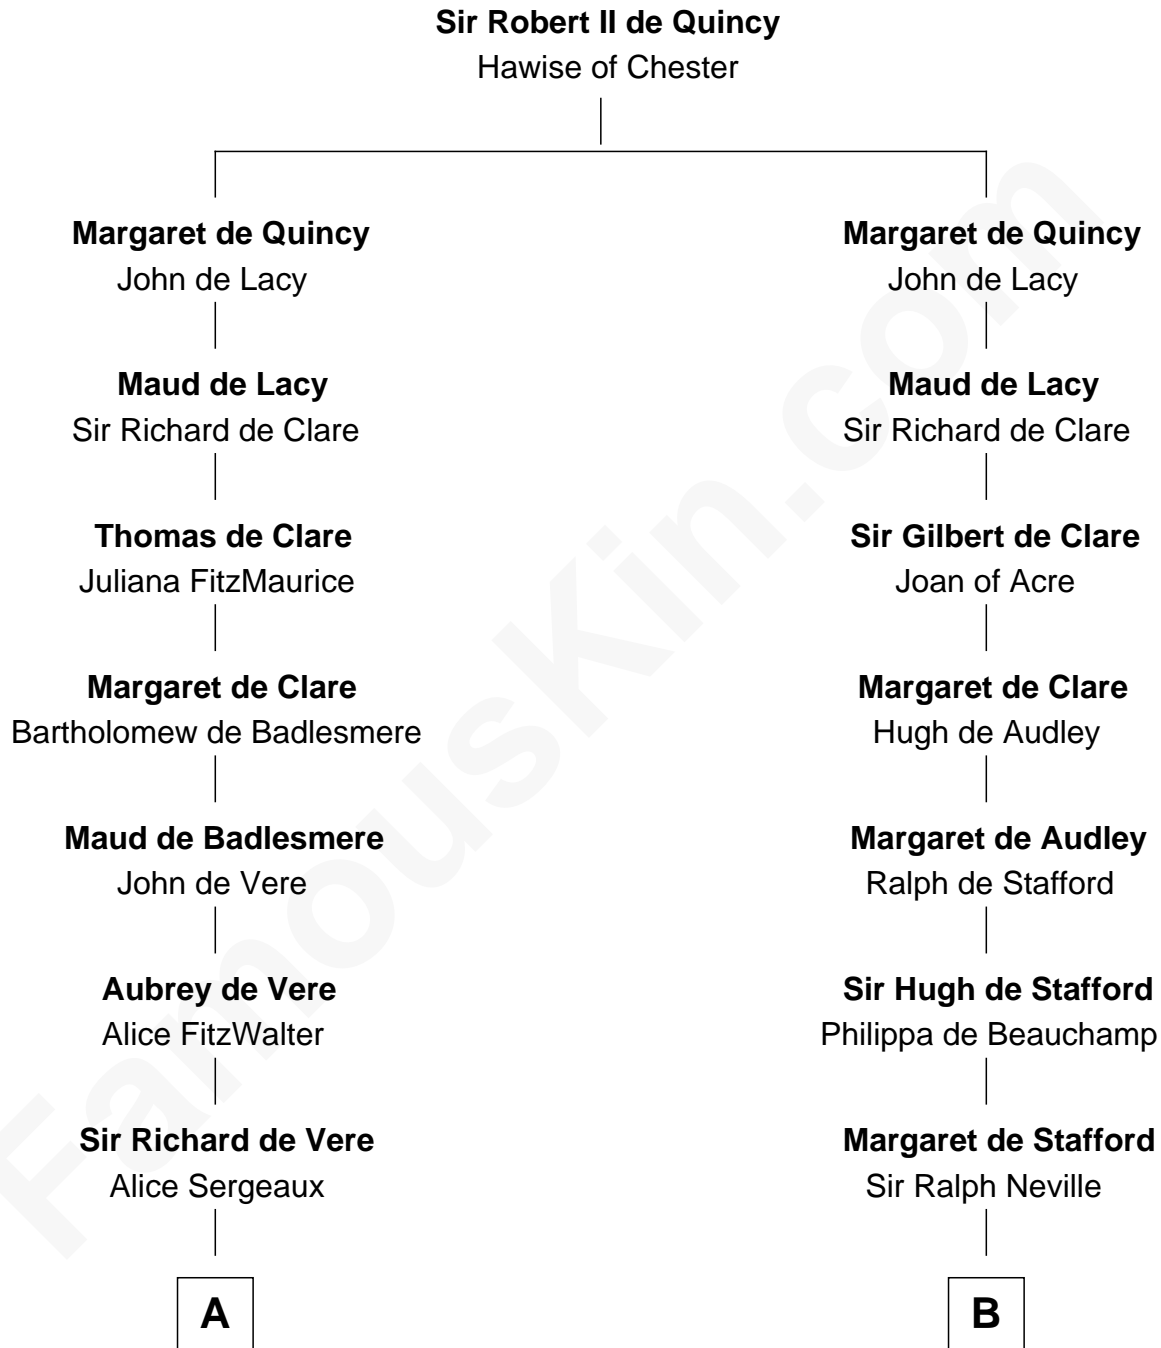 Sir Robert II de Quincy
Hawise of Chester
Margaret de Quincy
John de Lacy
Margaret de Quincy
John de Lacy
Maud de Lacy
Sir Richard de Clare
Maud de Lacy
Sir Richard de Clare
Thomas de Clare
Juliana FitzMaurice
Sir Gilbert de Clare
Joan of Acre
Margaret de Clare
Bartholomew de Badlesmere
Margaret de Clare
Hugh de Audley
Maud de Badlesmere
John de Vere
Margaret de Audley
Ralph de Stafford
Aubrey de Vere
Alice FitzWalter
Sir Hugh de Stafford
Philippa de Beauchamp
Sir Richard de Vere
Alice Sergeaux
Margaret de Stafford
Sir Ralph Neville
A
B
FamousKin.com